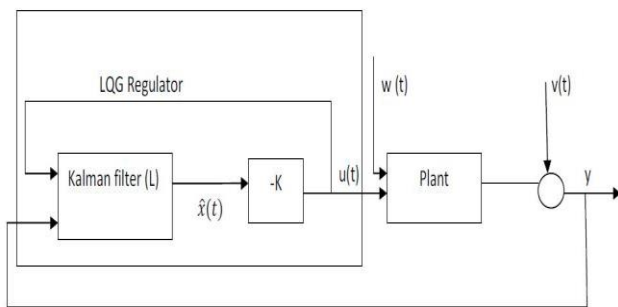 LQG Regulator
w (t)
v(t)
Kalman filter (L)
x̂(t)
-K
u(t)
Plant
y